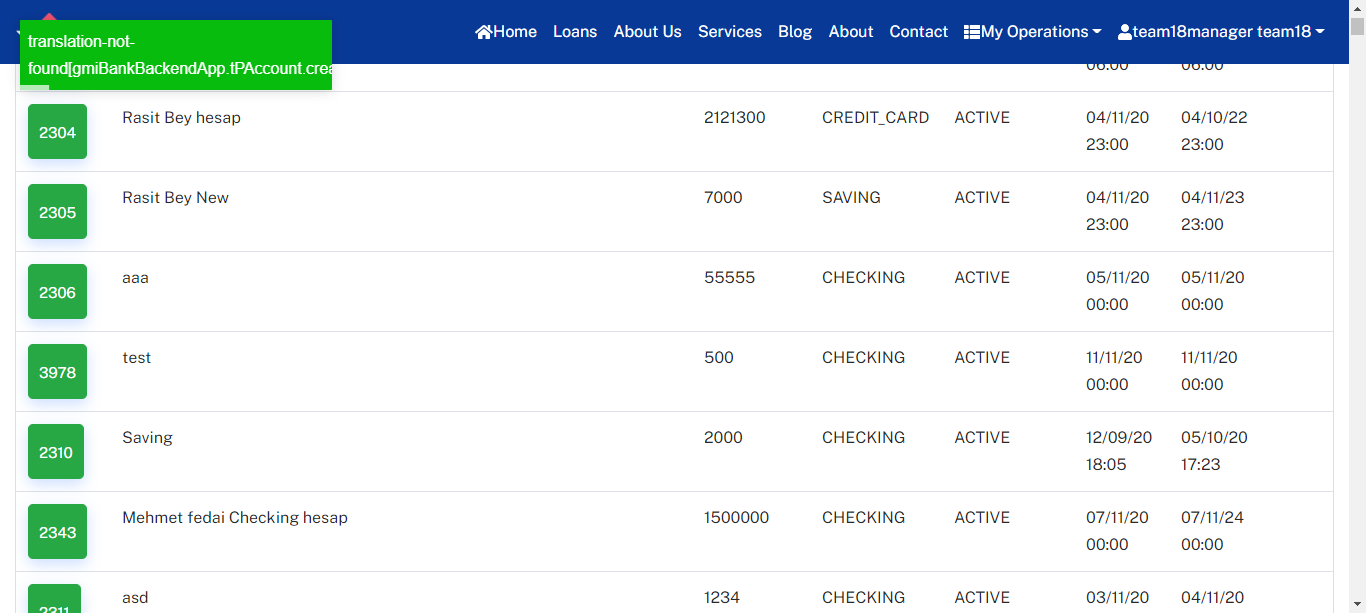 Home Loans About Us Services Blog About Contact My Operations team18manager team18
translation-not-
found[gmiBankBackendApp.tPAccount.crea
06:00 06:00
2304 Rasit Bey hesap 2121300 CREDIT_CARD ACTIVE 04/11/20 04/10/22
23:00 23:00
2305 Rasit Bey New 7000 SAVING ACTIVE 04/11/20 04/11/23
23:00 23:00
2306 aaa 55555 CHECKING ACTIVE 05/11/20 05/11/20
00:00 00:00
3978 test 500 CHECKING ACTIVE 11/11/20 11/11/20
00:00 00:00
2310 Saving 2000 CHECKING ACTIVE 12/09/20 05/10/20
18:05 17:23
2343 Mehmet fedai Checking hesap 1500000 CHECKING ACTIVE 07/11/20 07/11/24
00:00 00:00
2311 asd 1234 CHECKING ACTIVE 03/11/20 04/11/20